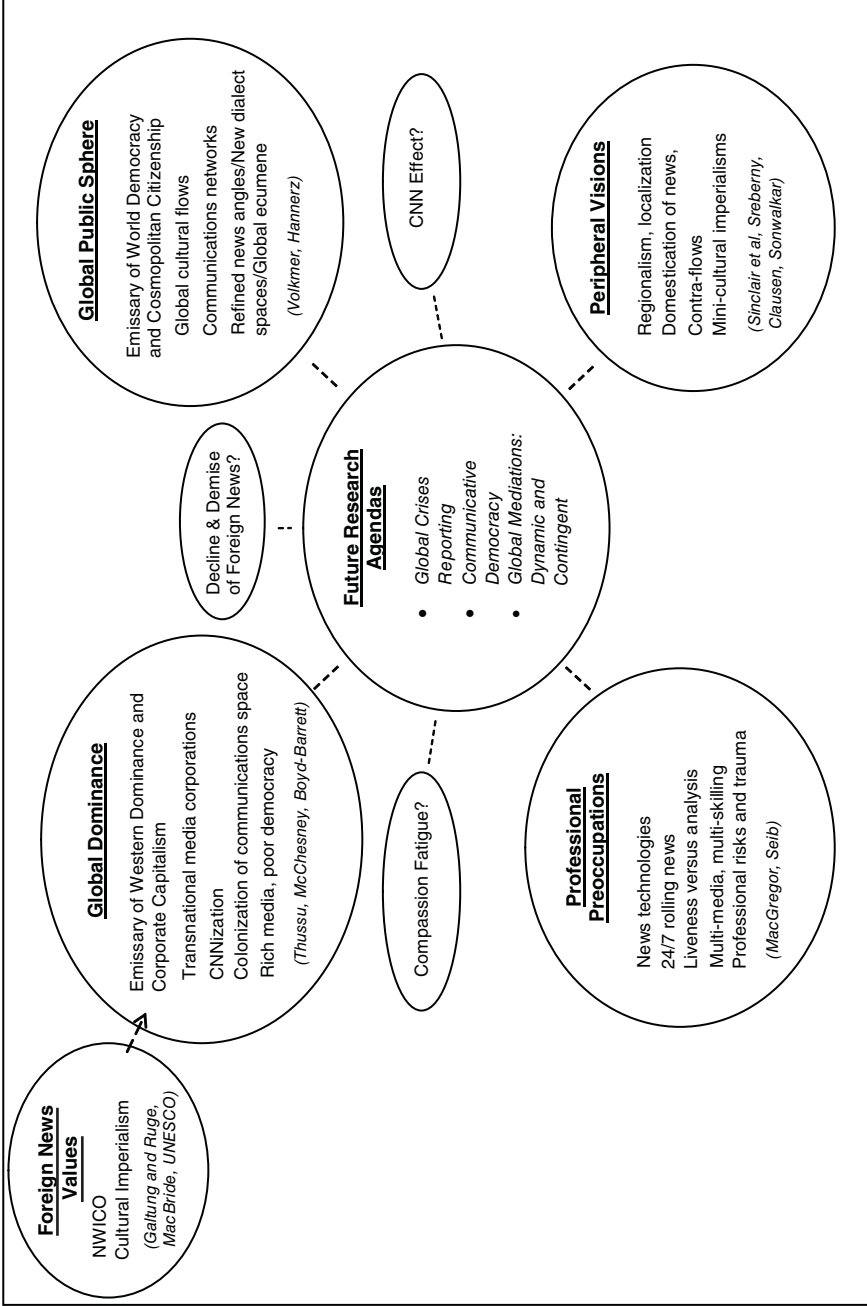 Foreign News
Values
NWICO
Cultural Imperialism
(Galtung and Ruge,
MacBride, UNESCO)
Global Dominance
Emissary of Western Dominance and
Corporate Capitalism
Transnational media corporations
CNNization
Colonization of communications space
Rich media, poor democracy
(Thussu, McChesney, Boyd-Barrett)
Decline & Demise
of Foreign News?
Global Public Sphere
Emissary of World Democracy
and Cosmopolitan Citizenship
Global cultural flows
Communications networks
Refined news angles/New dialect
spaces/Global ecumene
(Volkmer, Hannerz)
Compassion Fatigue?
Future Research
Agendas
• Global Crises
Reporting
• Communicative
Democracy
• Global Mediations:
Dynamic and
Contingent
CNN Effect?
Professional
Preoccupations
News technologies
24/7 rolling news
Liveness versus analysis
Multi-media, multi-skilling
Professional risks and trauma
(MacGregor, Seib)
Peripheral Visions
Regionalism, localization
Domestication of news,
Contra-flows
Mini-cultural imperialisms
(Sinclair et al, Sreberny,
Clausen, Sonwalkar)